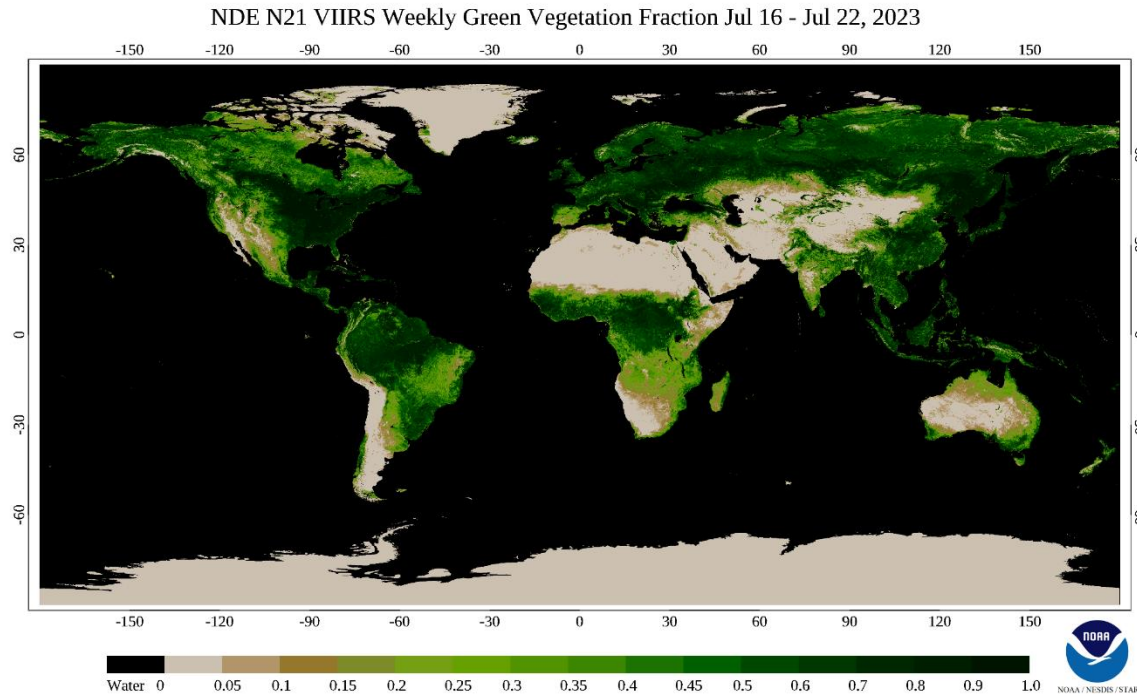 NDE N21 VIIRS Weekly Green Vegetation Fraction Jul 16 - Jul 22, 2023
-150 -120 -90 -60 -30 0 30 60 90 120 150
60
30
0
-30
-60
-150 -120 -90 -60 -30 0 30 60 90 120 150
Water 0 0.05 0.1 0.15 0.2 0.25 0.3 0.35 0.4 0.45 0.5 0.6 0.7 0.8 0.9 1.0
NOAA
NOAA / NESDIS / STAR